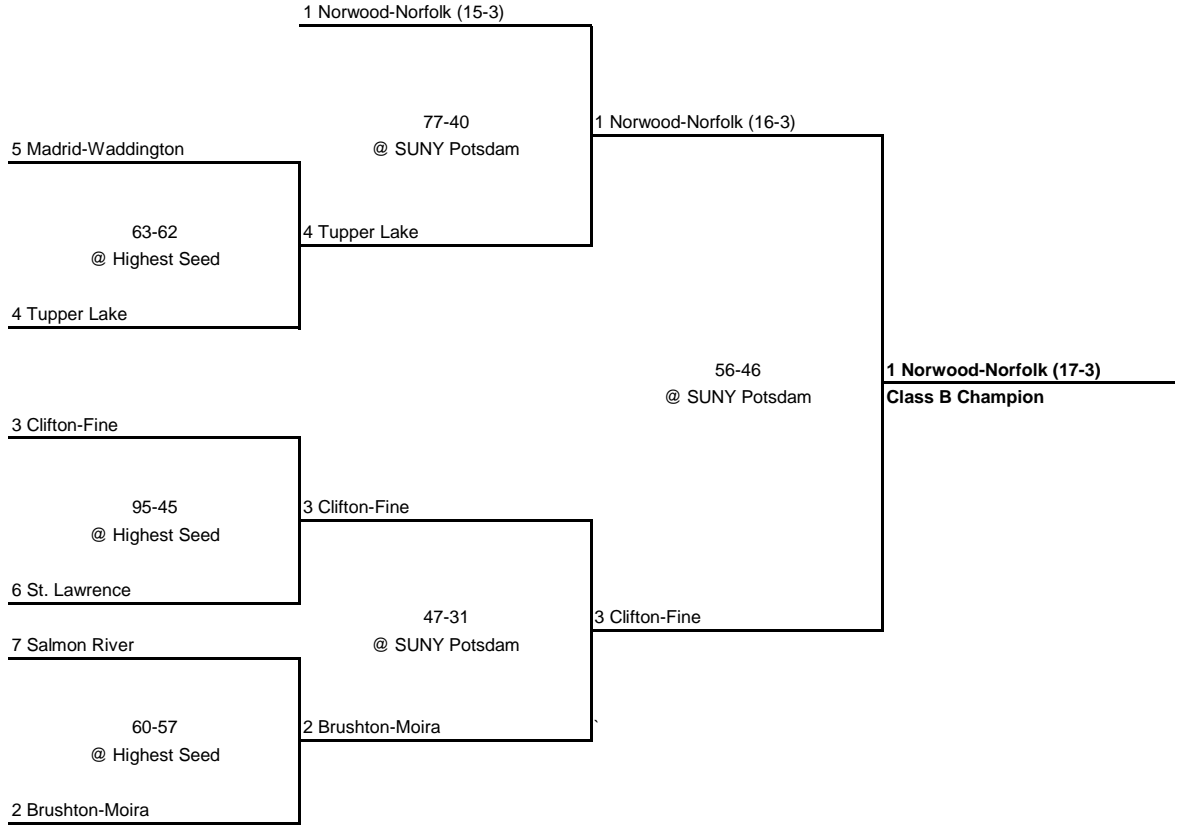 1 Norwood-Norfolk (15-3)
77-40
@ SUNY Potsdam
1 Norwood-Norfolk (16-3)
5 Madrid-Waddington
63-62
@ Highest Seed
4 Tupper Lake
4 Tupper Lake
56-46
@ SUNY Potsdam
1 Norwood-Norfolk (17-3)
Class B Champion
3 Clifton-Fine
95-45
@ Highest Seed
3 Clifton-Fine
6 St. Lawrence
47-31
@ SUNY Potsdam
3 Clifton-Fine
7 Salmon River
60-57
@ Highest Seed
2 Brushton-Moira
`
2 Brushton-Moira